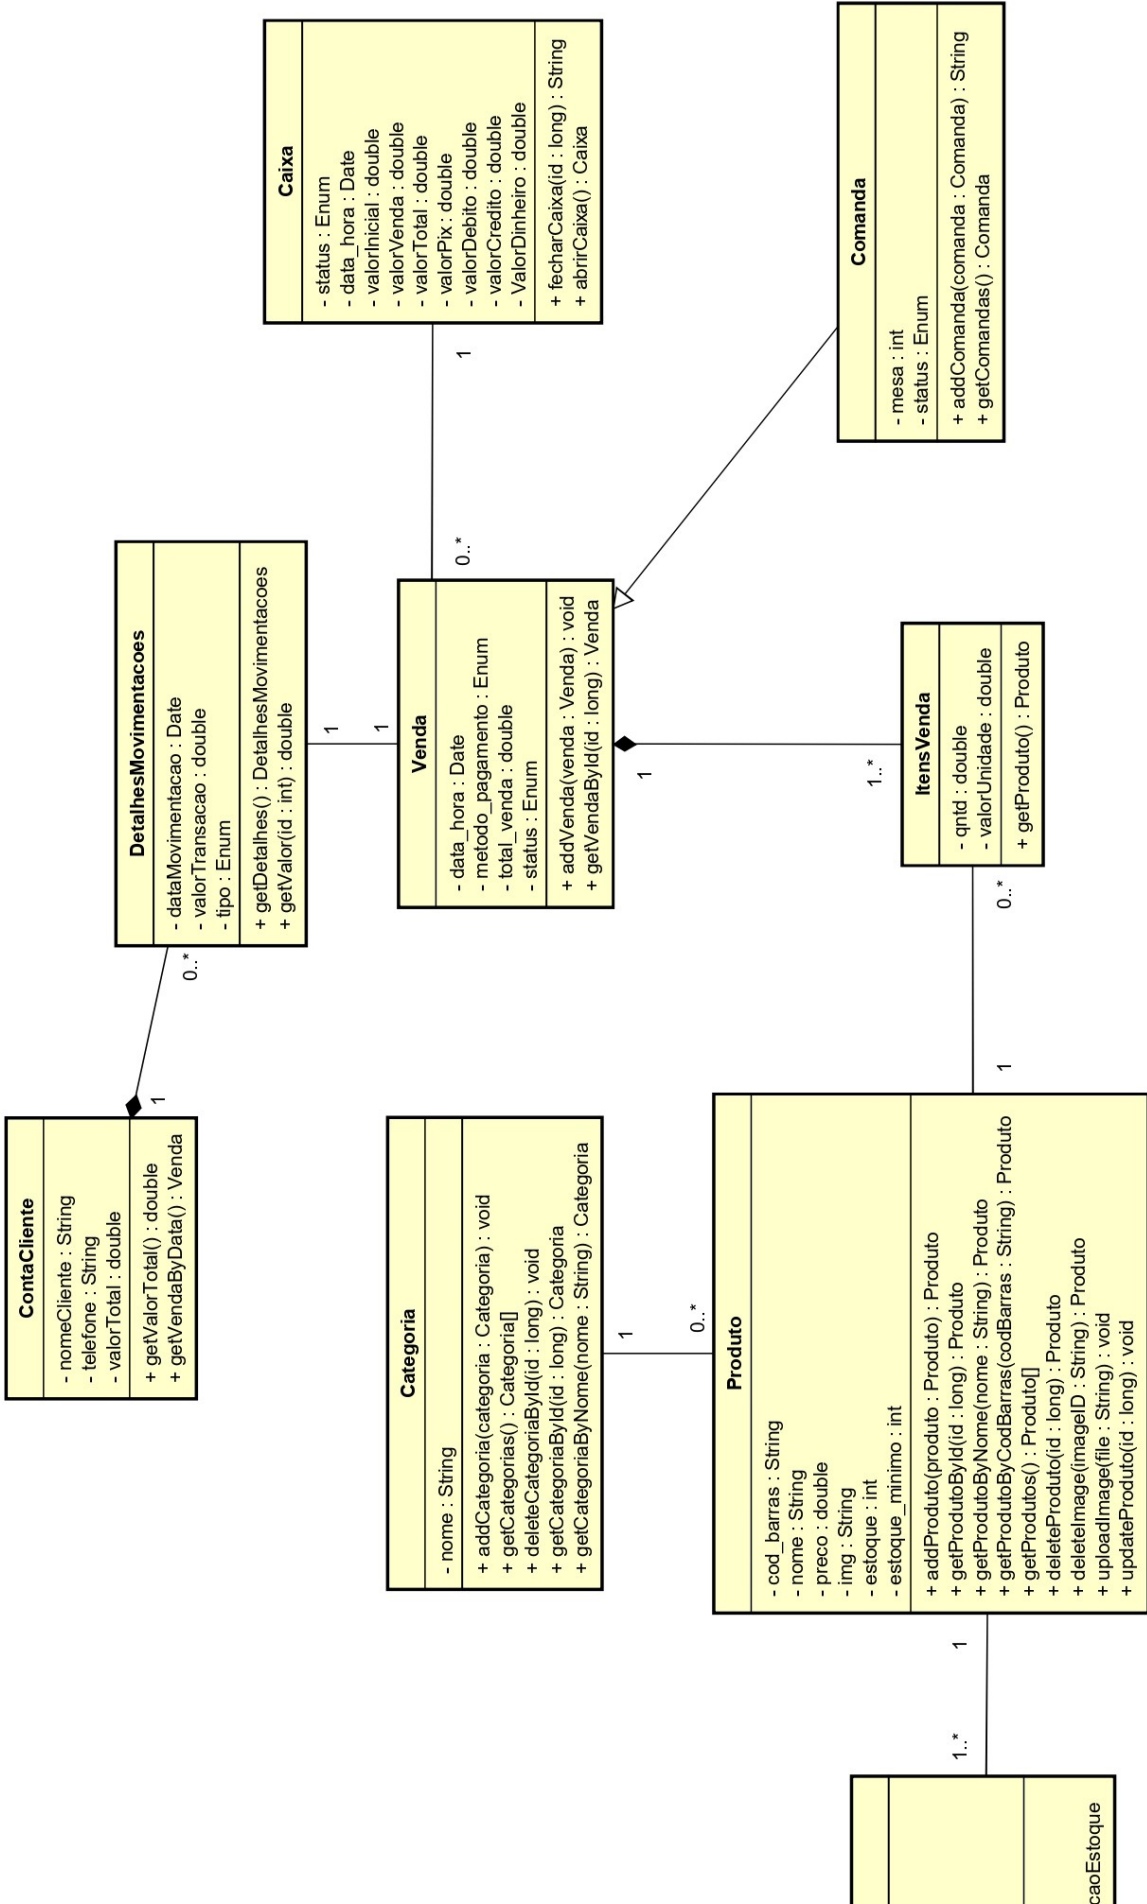 ContaCliente
- nomeCliente : String
- telefone : String
- valorTotal : double
+ getValorTotal() : double
+ getVendaByData() : Venda
1
0..*
DetalhesMovimentacoes
- dataMovimentacao : Date
- valorTransacao : double
- tipo : Enum
+ getDetalhes() : DetalhesMovimentacoes
+ getValor(id : int) : double
1
1
Caixa
- status : Enum
- data_hora : Date
- valorInicial : double
- valorVenda : double
- valorTotal : double
- valorPix : double
- valorDebito : double
- valorCredito : double
- ValorDinheiro : double
+ fecharCaixa(id : long) : String
+ abrirCaixa() : Caixa
1
0..*
Categoria
- nome : String
+ addCategoria(categoria : Categoria) : void
+ getCategorias() : Categoria[]
+ deleteCategoriaById(id : long) : void
+ getCategoriaById(id : long) : Categoria
+ getCategoriaByNome(nome : String) : Categoria
1
0..*
Venda
- data_hora : Date
- metodo_pagamento : Enum
- total_venda : double
- status : Enum
+ addVenda(venda : Venda) : void
+ getVendaById(id : long) : Venda
1
1..*
Comanda
- mesa : int
- status : Enum
+ addComanda(comanda : Comanda) : String
+ getComandas() : Comanda
Produto
- cod_barras : String
- nome : String
- preco : double
- img : String
- estoque : int
- estoque_minimo : int
+ addProduto(produto : Produto) : Produto
+ getProdutoById(id : long) : Produto
+ getProdutoByNome(nome : String) : Produto
+ getProdutoByCodBarras(codBarras : String) : Produto
+ getProdutos() : Produto[]
+ deleteProduto(id : long) : Produto
+ deleteImage(imageID : String) : Produto
+ uploadImage(file : String) : void
+ updateProduto(id : long) : void
1
0..*
ItensVenda
- qntd : double
- valorUnidade : double
+ getProduto() : Produto
1..*
1
caoEstoque